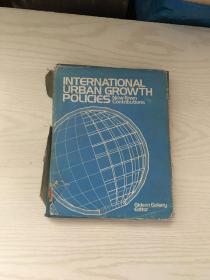 INTERNATIONAL
URBAN GROWTH
POLICIES
New-Town
Contributions
Gideon Golany
Editor